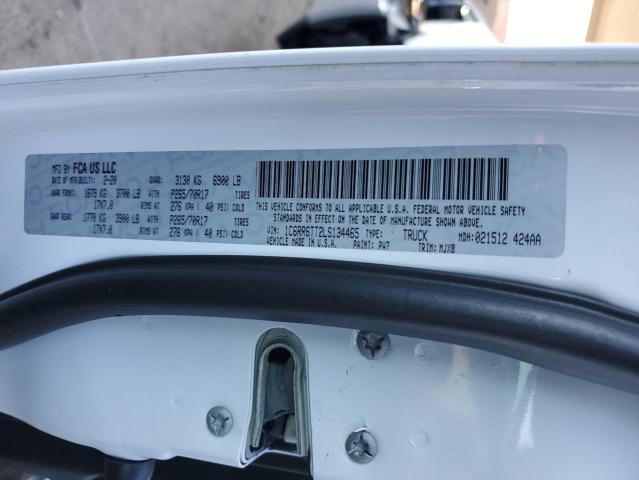 MFD BY FCA US LLC
DATE OF MFR(BUILT): 2-20 GVWR: 3130 KG 6900 LB
GAWR FRONT: 1678 KG 3700 LB WITH P265/70R17 TIRES
17X7.0 RIMS AT 276 KPA ( 40 PSI) COLD
GAWR REAR: 1770 KG 3900 LB WITH P265/70R17 TIRES
17X7.0 RIMS AT 276 KPA ( 40 PSI) COLD
THIS VEHICLE CONFORMS TO ALL APPLICABLE U.S.A. FEDERAL MOTOR VEHICLE SAFETY
STANDARDS IN EFFECT ON THE DATE OF MANUFACTURE SHOWN ABOVE.
VIN: 1C6RR6TT2LS134465 TYPE: TRUCK MDH: 021512 424AA
VEHICLE MADE IN U.S.A. PAINT: PW7 TRIM: MJX8